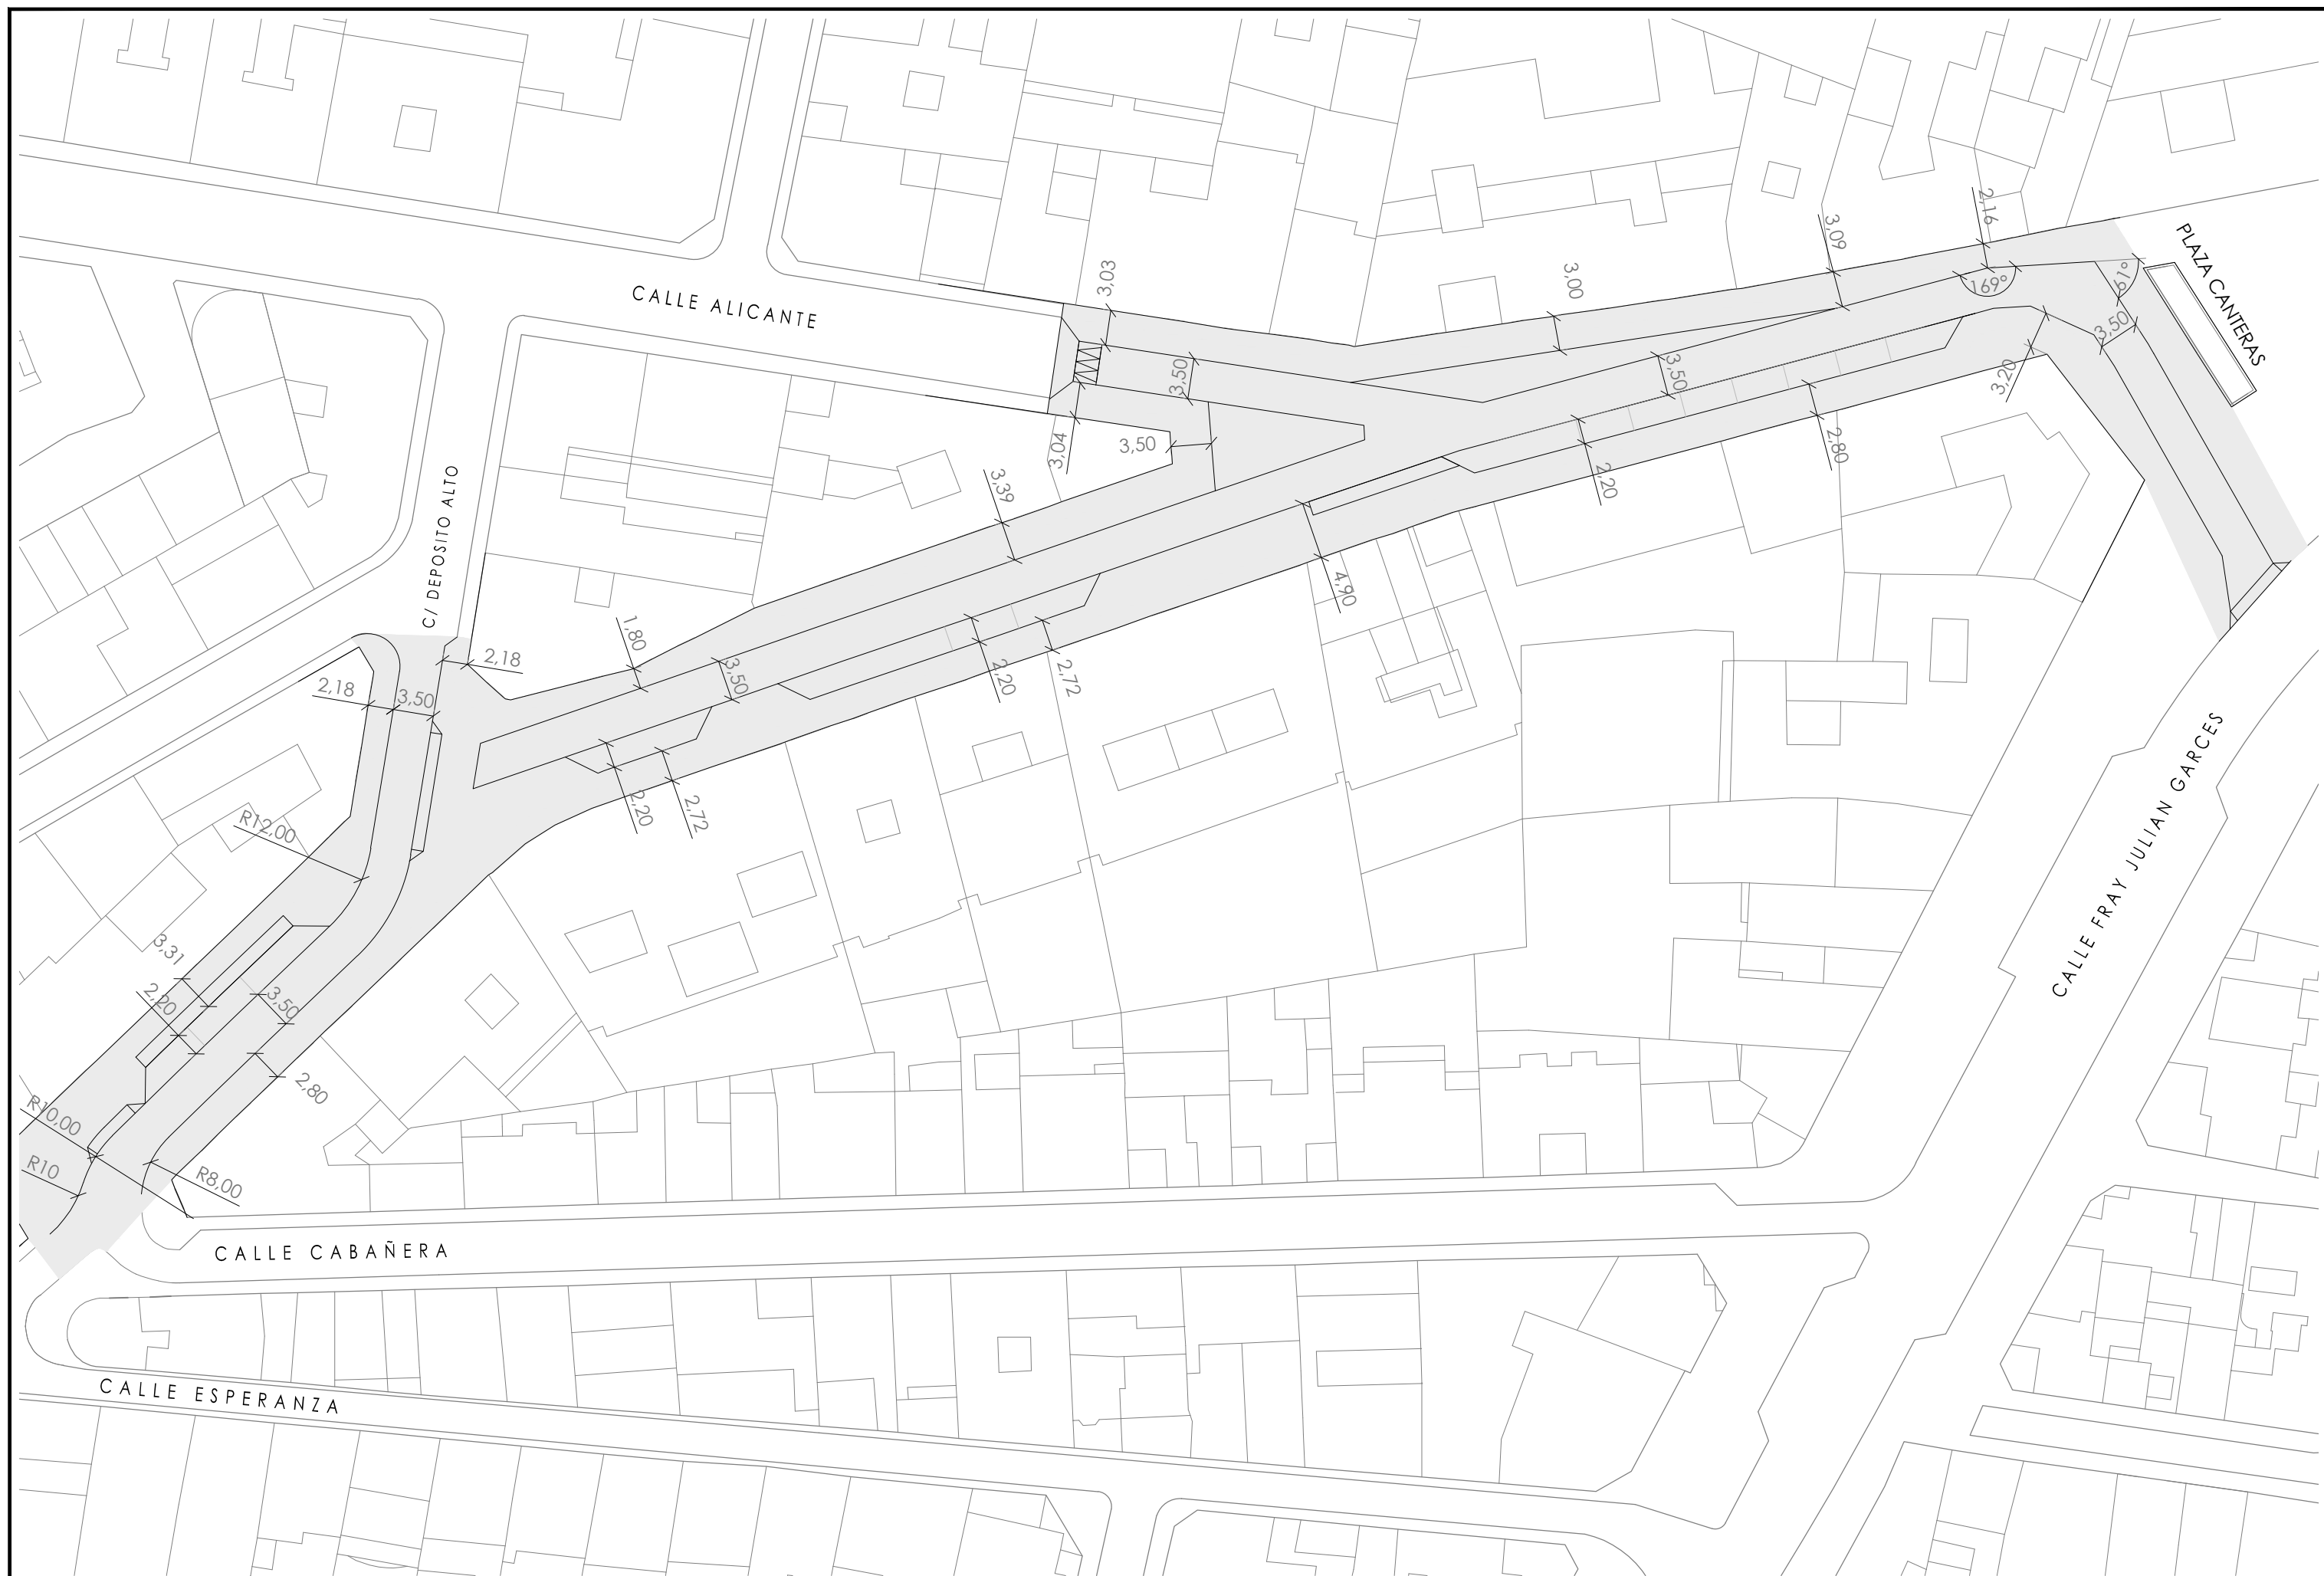 2,16
3,09
PLAZA CANTERAS
3,03
3,00
169°
61°
CALLE ALICANTE
3,50
3,50
3,50
3,20
3,04
3,50
2,80
2,20
3,39
C/ DEPOSITO ALTO
4,90
1,80
2,18
3,50
2,20
2,72
2,18
3,50
CALLE FRAY JULIAN GARCES
2,20
2,72
R12,00
3,31
2,20
3,50
2,80
R10,00
R10
R8,00
CALLE CABAÑERA
CALLE ESPERANZA